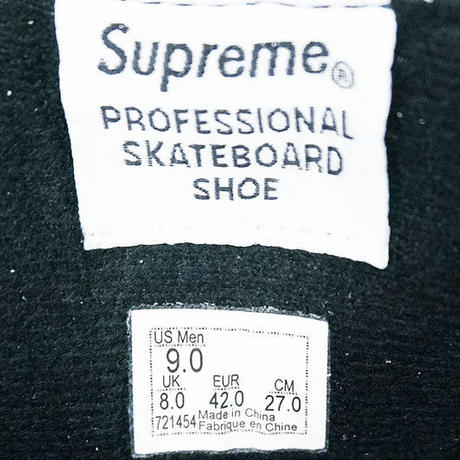 Supreme®
PROFESSIONAL
SKATEBOARD
SHOE
US Men
9.0
UK EUR CM
8.0 42.0 27.0
721454 Made in China
Fabrique en Chine